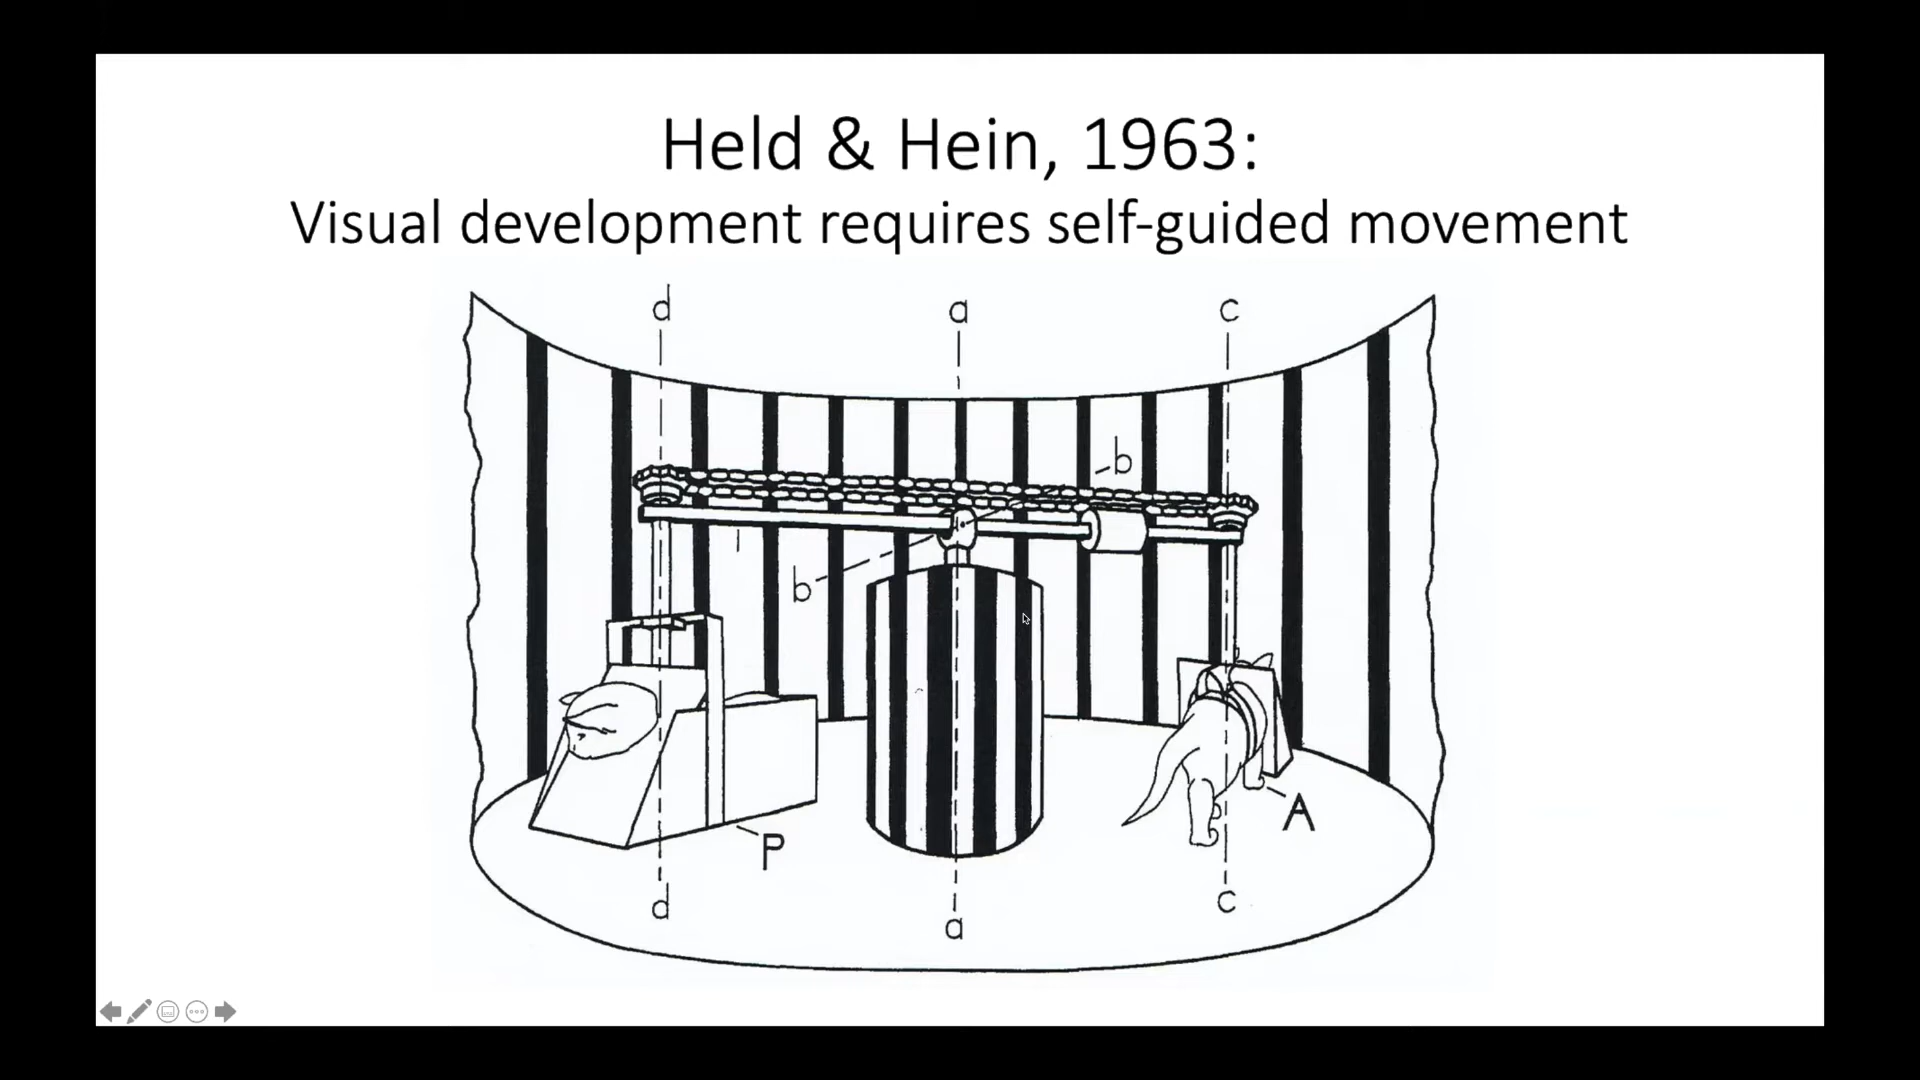 Held & Hein, 1963:
Visual development requires self-guided movement
d a c
b
b
A
P
d a c